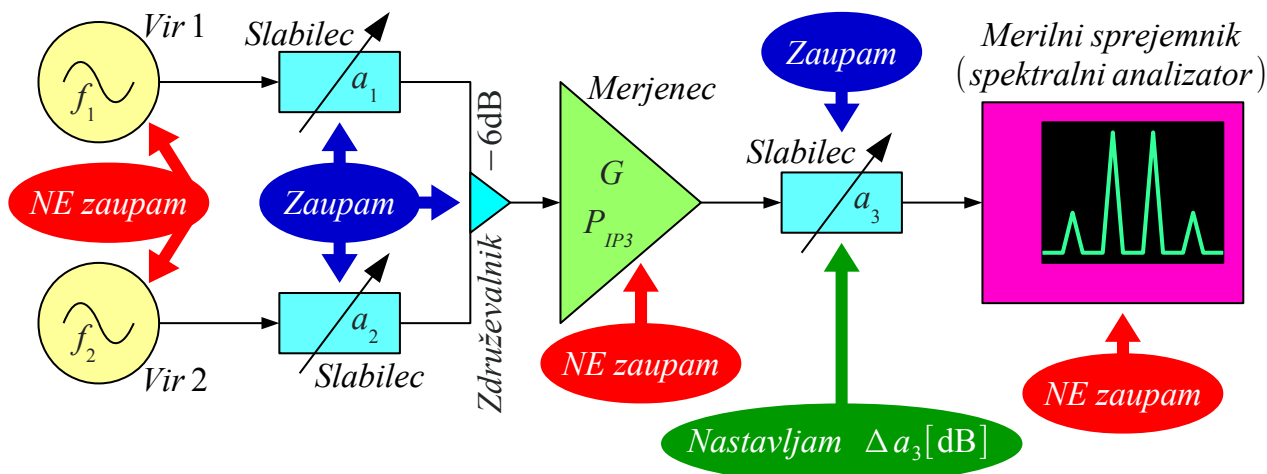 Vir 1
f₁
Slabilec
a₁
NE zaupam
Zaupam
f₂
Vir 2
a₂
Slabilec
−6dB
Združevalnik
Merjenec
G
P_IP3
NE zaupam
Zaupam
Slabilec
a₃
Nastavljam Δa₃[dB]
Merilni sprejemnik
(spektralni analizator)
NE zaupam